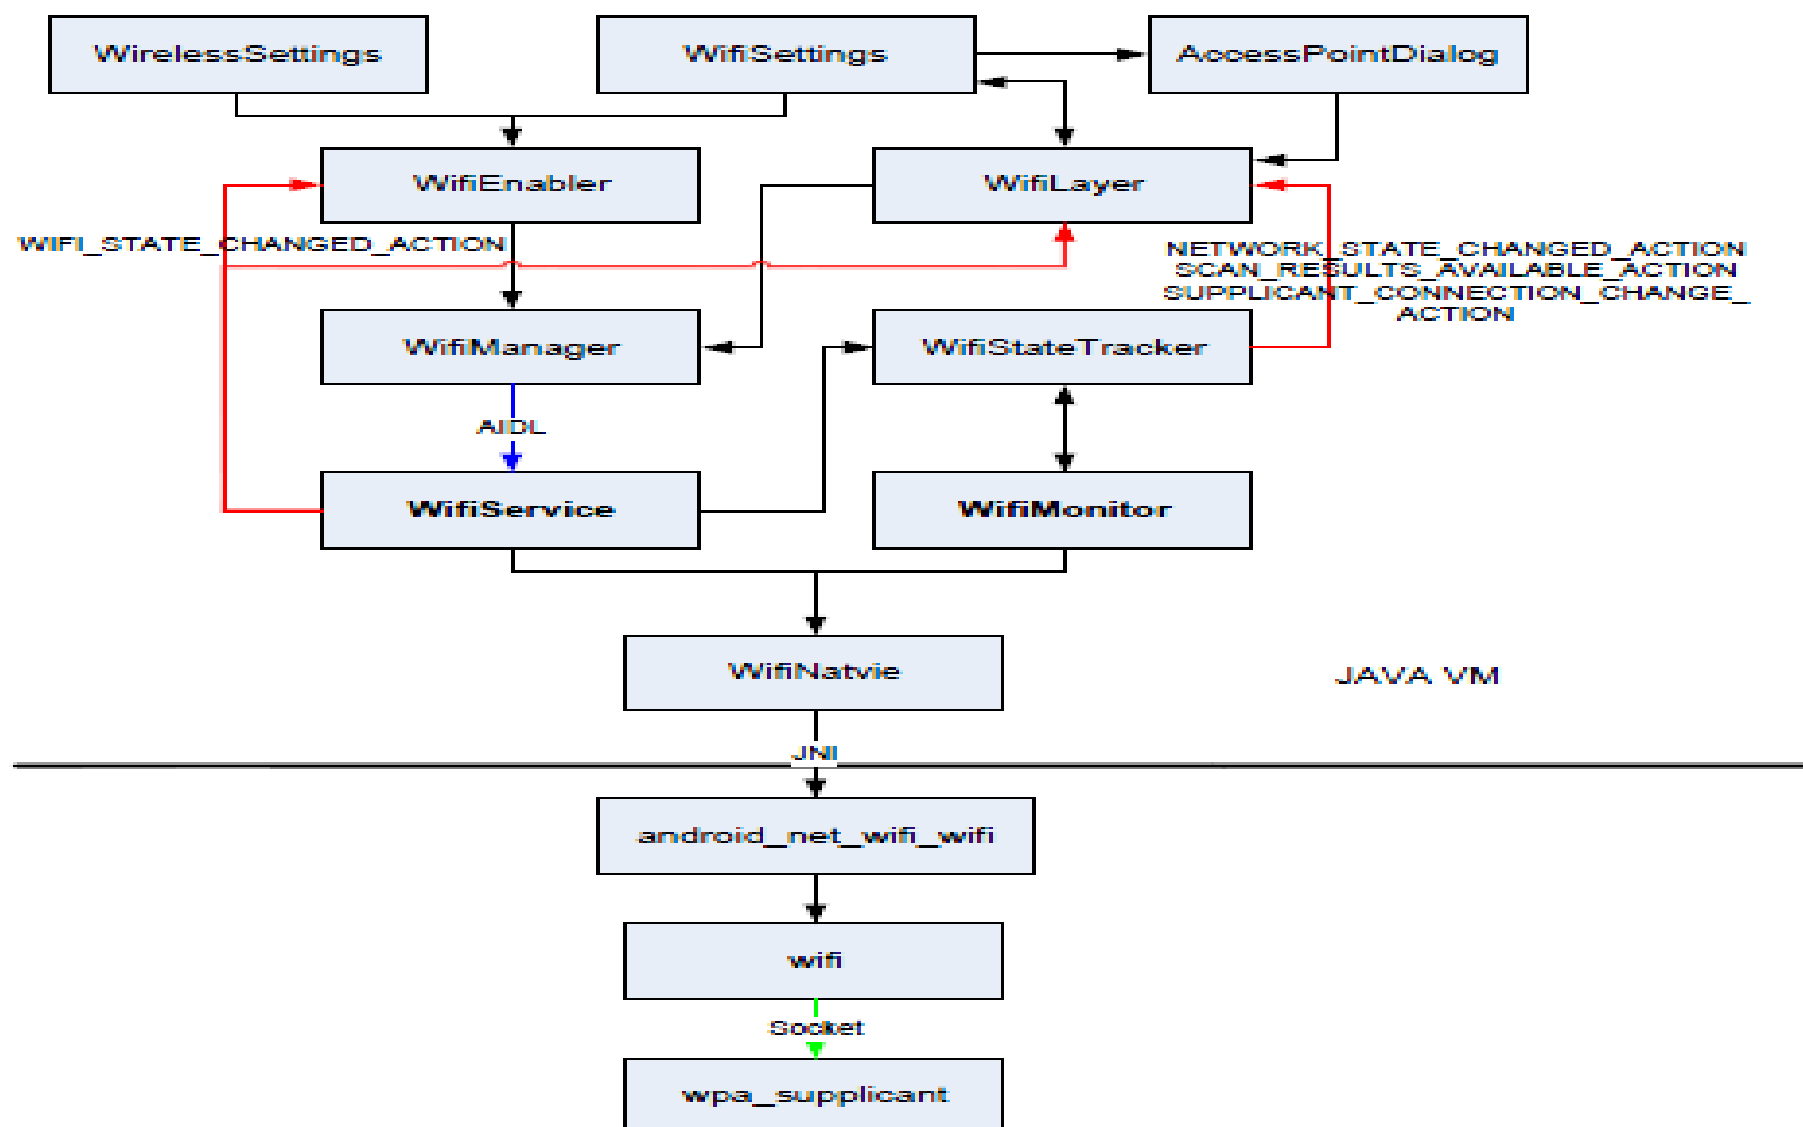 WirelessSettings
WifiSettings
AccessPointDialog
WifiEnabler
WifiLayer
WIFI_STATE_CHANGED_ACTION
NETWORK_STATE_CHANGED_ACTION
SCAN_RESULTS_AVAILABLE_ACTION
SUPPLICANT_CONNECTION_CHANGE_
ACTION
WifiManager
WifiStateTracker
AIDL
WifiService
WifiMonitor
WifiNatvie
JAVA VM
JNI
android_net_wifi_wifi
wifi
Socket
wpa_supplicant